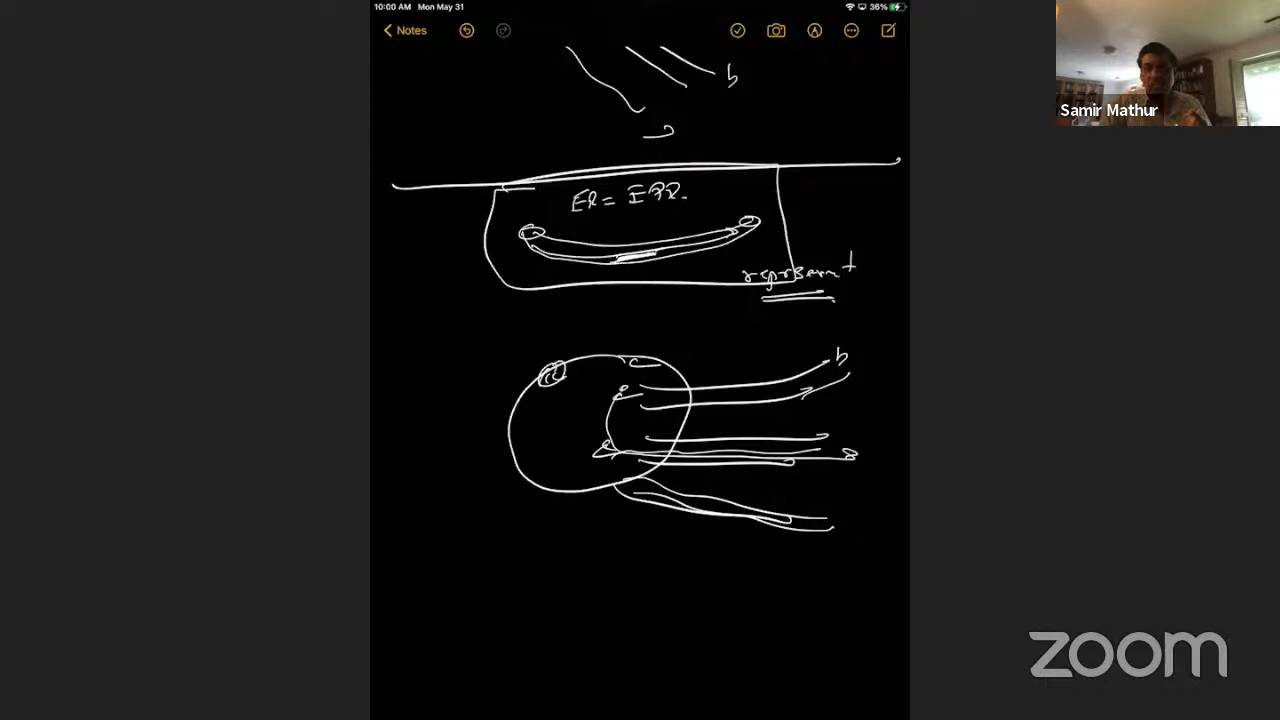 10:00 AM Mon May 31
36%
Notes
Samir Mathur
b
ER = EPR.
represent
c
b
zoom